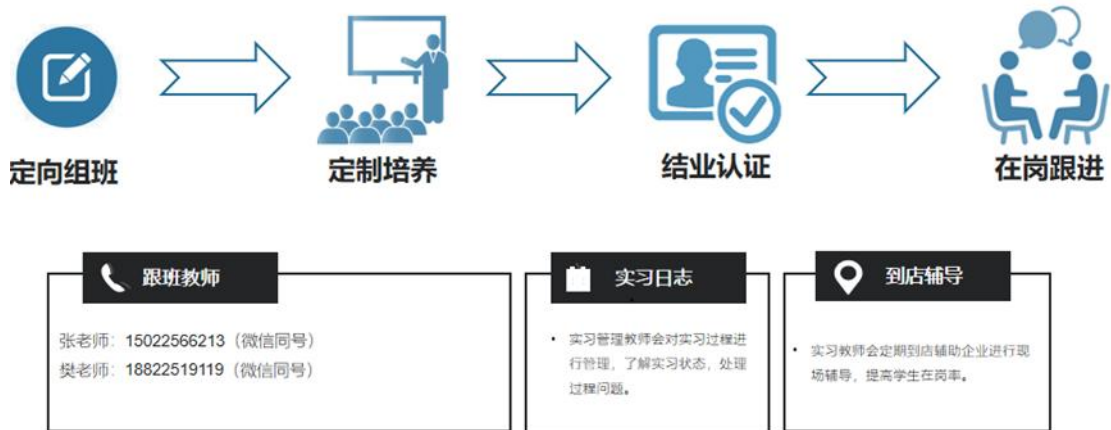 定向组班
定制培养
结业认证
在岗跟进
跟班教师
张老师：15022566213（微信同号）
樊老师：18822519119（微信同号）
实习日志
• 实习管理教师会对实习过程进
行管理，了解实习状态，处理
过程问题。
到店辅导
• 实习教师会定期到店辅助企业进行现
场辅导，提高学生在岗率。